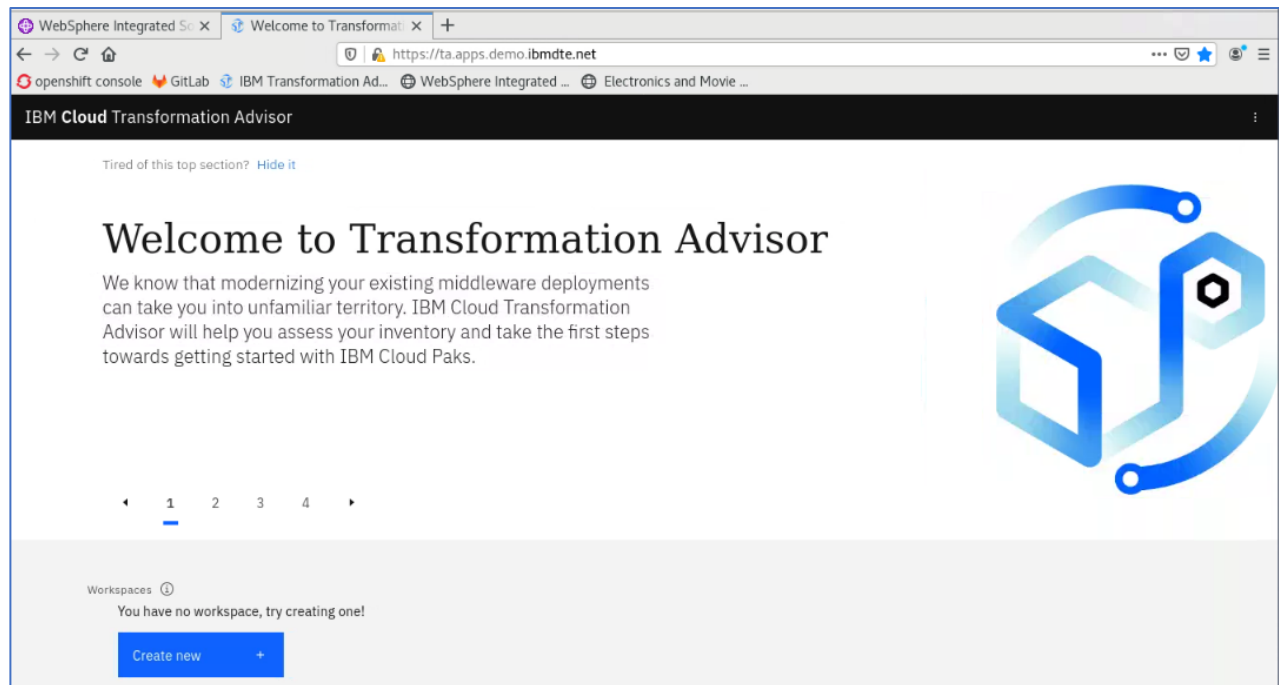 WebSphere Integrated So Welcome to Transformati
https://ta.apps.demo.ibmdte.net
openshift console GitLab IBM Transformation Ad... WebSphere Integrated ... Electronics and Movie ...
IBM Cloud Transformation Advisor
Tired of this top section? Hide it
Welcome to Transformation Advisor
We know that modernizing your existing middleware deployments
can take you into unfamiliar territory. IBM Cloud Transformation
Advisor will help you assess your inventory and take the first steps
towards getting started with IBM Cloud Paks.
1 2 3 4
Workspaces
You have no workspace, try creating one!
Create new +